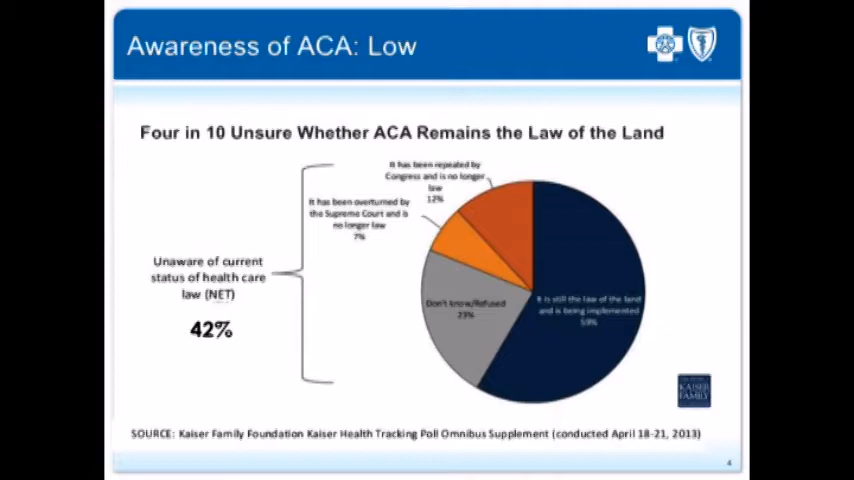 Awareness of ACA: Low
Four in 10 Unsure Whether ACA Remains the Law of the Land
It has been repealed by
Congress and is no longer
law
12%
It has been overturned by
the Supreme Court and is
no longer law
7%
Unaware of current
status of health care
law (NET)
42%
Don't know/Refused
23%
It is still the law of the land
and is being implemented
59%
KAISER
FAMILY
SOURCE: Kaiser Family Foundation Kaiser Health Tracking Poll Omnibus Supplement (conducted April 18-21, 2013)
4